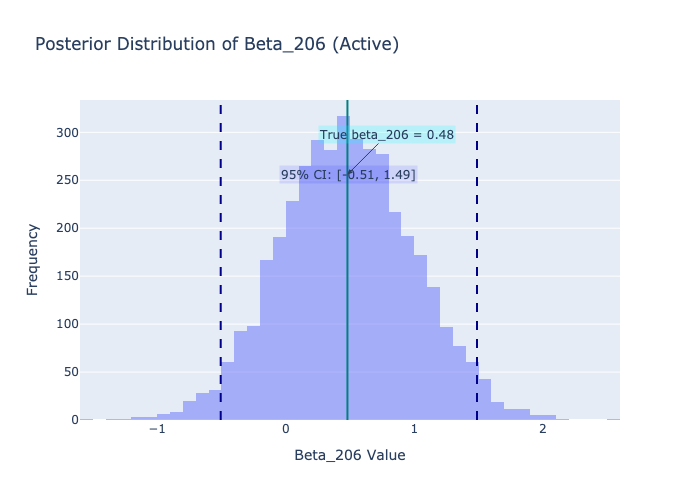 Posterior Distribution of Beta_206 (Active)
True beta_206 = 0.48
95% CI: [-0.51, 1.49]
Frequency
300
250
200
150
100
50
0
−1
0
1
2
Beta_206 Value